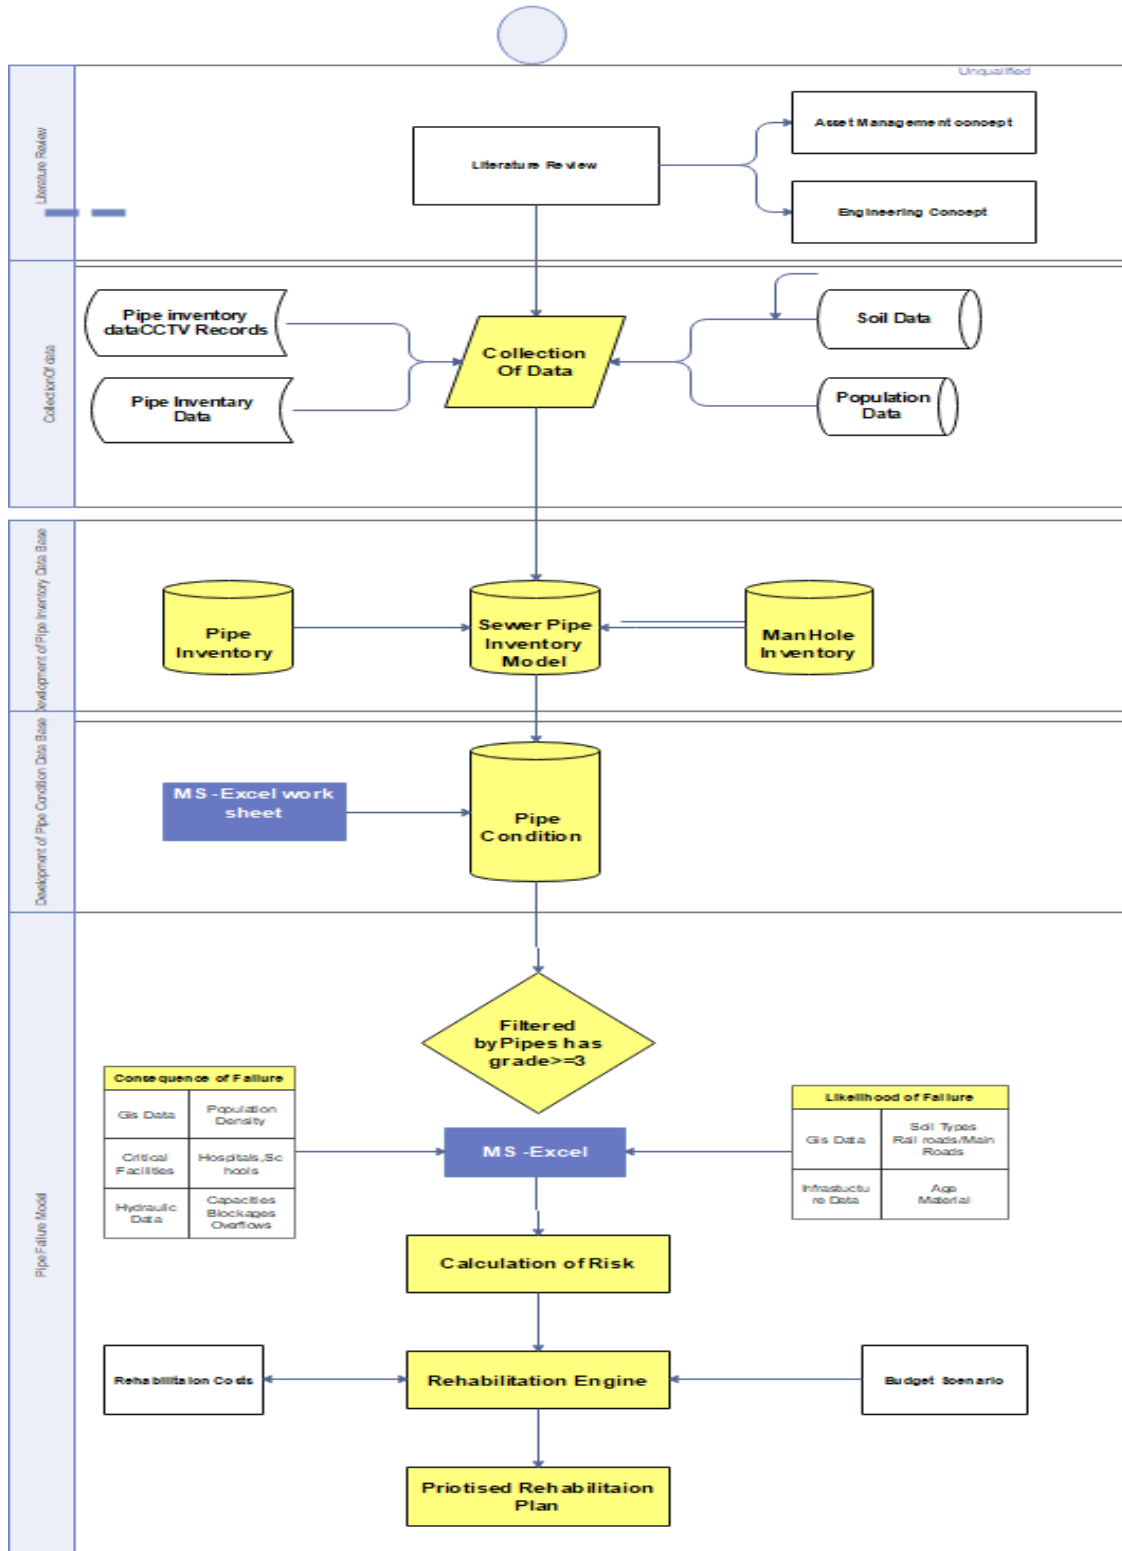 Unqualified
Literature Review
Literature Review
Asset Management concept
Engineering Concept
CollectionOf data
Pipe inventory
dataCCTV Records
Pipe Inventary
Data
Collection
Of Data
Soil Data
Population
Data
Development of Pipe Inventory Data Base
Pipe
Inventory
Sewer Pipe
Inventory
Model
ManHole
Inventory
Development of Pipe Condition Data Base
MS-Excel work
sheet
Pipe
Condition
Pipe Failure Model
Filtered
by Pipes has
grade>=3
Consequence of Failure
Gis Data
Population
Density
Critical
Facilities
Hospitals,Sc
hools
Hydraulic
Data
Capacities
Blockages
Overflows
MS-Excel
Likelihood of Failure
Gis Data
Soil Types
Rail roads/Main
Roads
Infrastuctu
re Data
Age
Material
Calculation of Risk
Rehabilitaion Costs
Rehabilitation Engine
Budget Scenario
Priotised Rehabilitaion
Plan